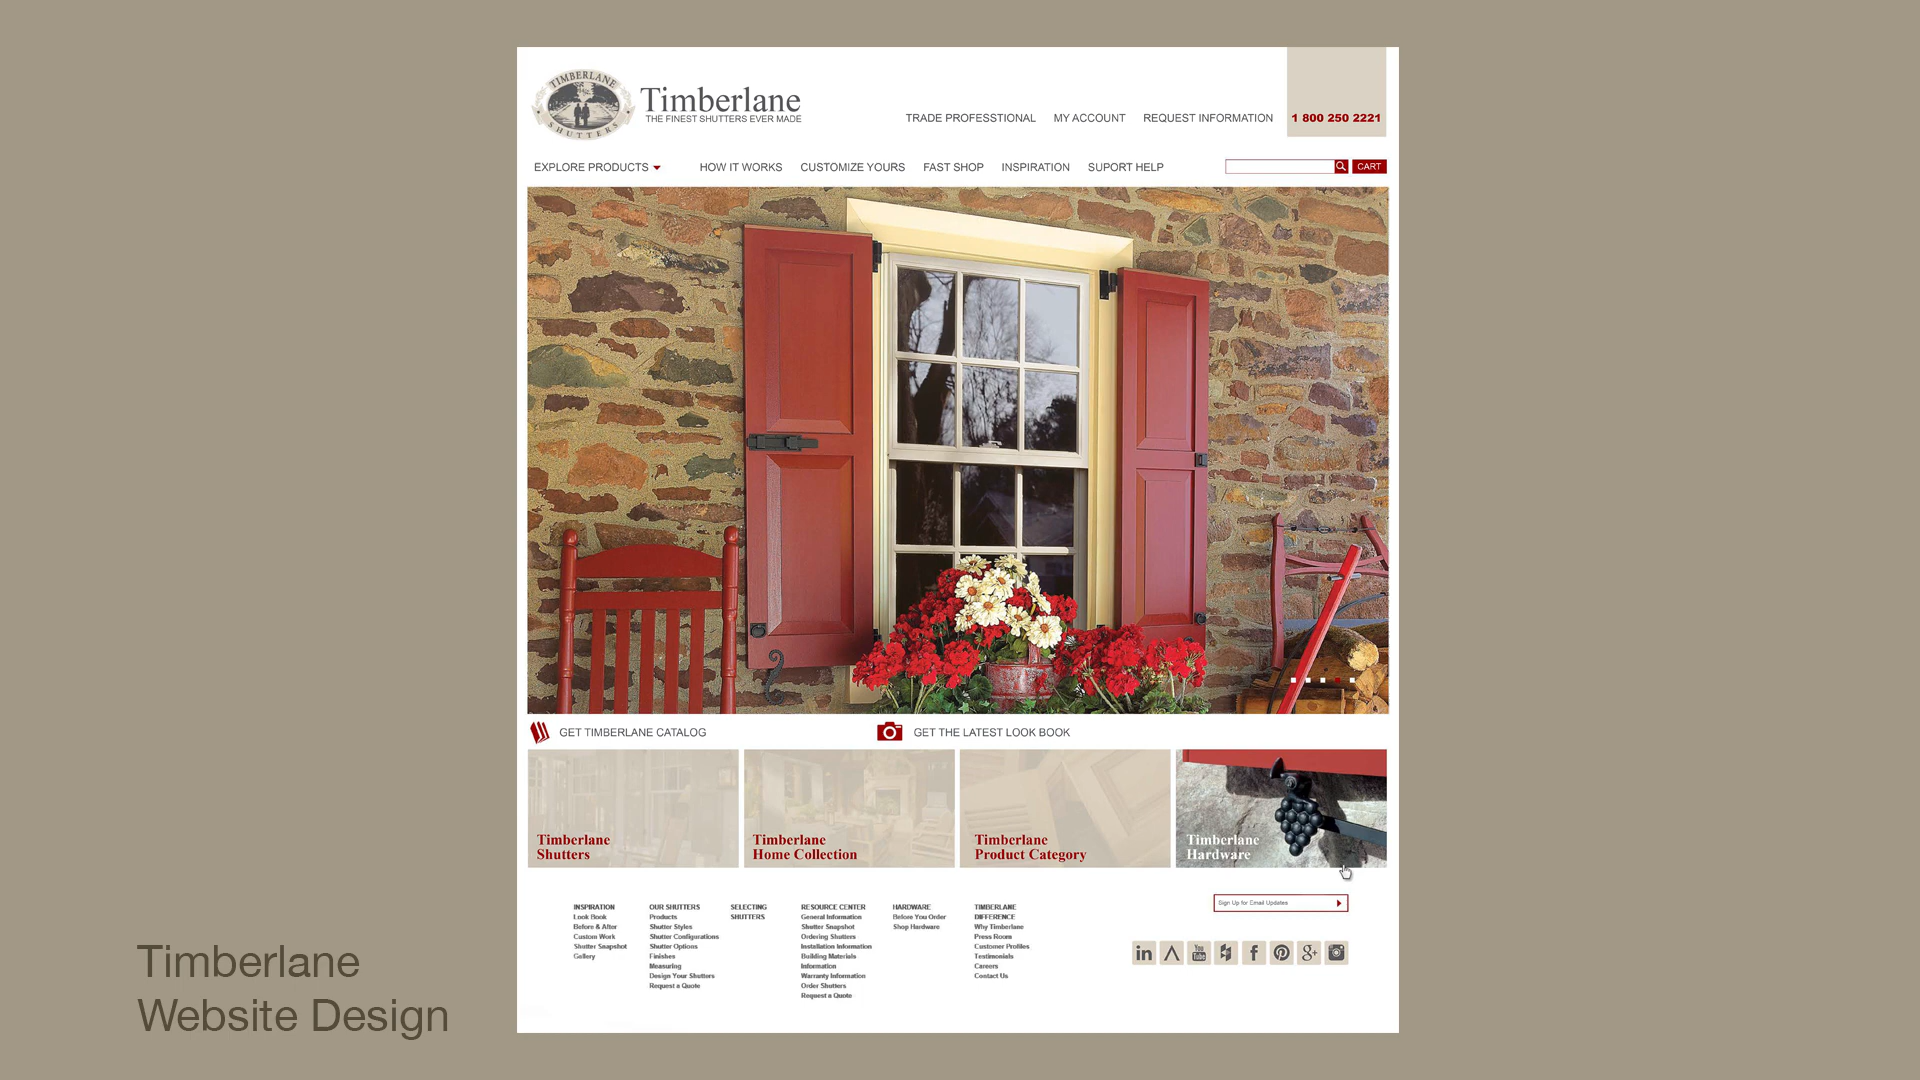 TIMBERLANE
SHUTTERS
Timberlane
THE FINEST SHUTTERS EVER MADE
TRADE PROFESSTIONAL MY ACCOUNT REQUEST INFORMATION 1 800 250 2221
EXPLORE PRODUCTS HOW IT WORKS CUSTOMIZE YOURS FAST SHOP INSPIRATION SUPORT HELP CART
GET TIMBERLANE CATALOG GET THE LATEST LOOK BOOK
Timberlane
Shutters
Timberlane
Home Collection
Timberlane
Product Category
Timberlane
Hardware
INSPIRATION
Look Book
Before & After
Custom Work
Shutter Snapshot
Gallery
OUR SHUTTERS
Products
Shutter Styles
Shutter Configurations
Shutter Options
Finishes
Measuring
Design Your Shutters
Request a Quote
SELECTING
SHUTTERS
RESOURCE CENTER
General Information
Shutter Snapshot
Ordering Shutters
Installation Information
Building Materials
Information
Warranty Information
Order Shutters
Request a Quote
HARDWARE
Before You Order
Shop Hardware
TIMBERLANE
DIFFERENCE
Why Timberlane
Press Room
Customer Profiles
Testimonials
Careers
Contact Us
Sign Up for Email Updates
in You Tube f g+
Timberlane
Website Design